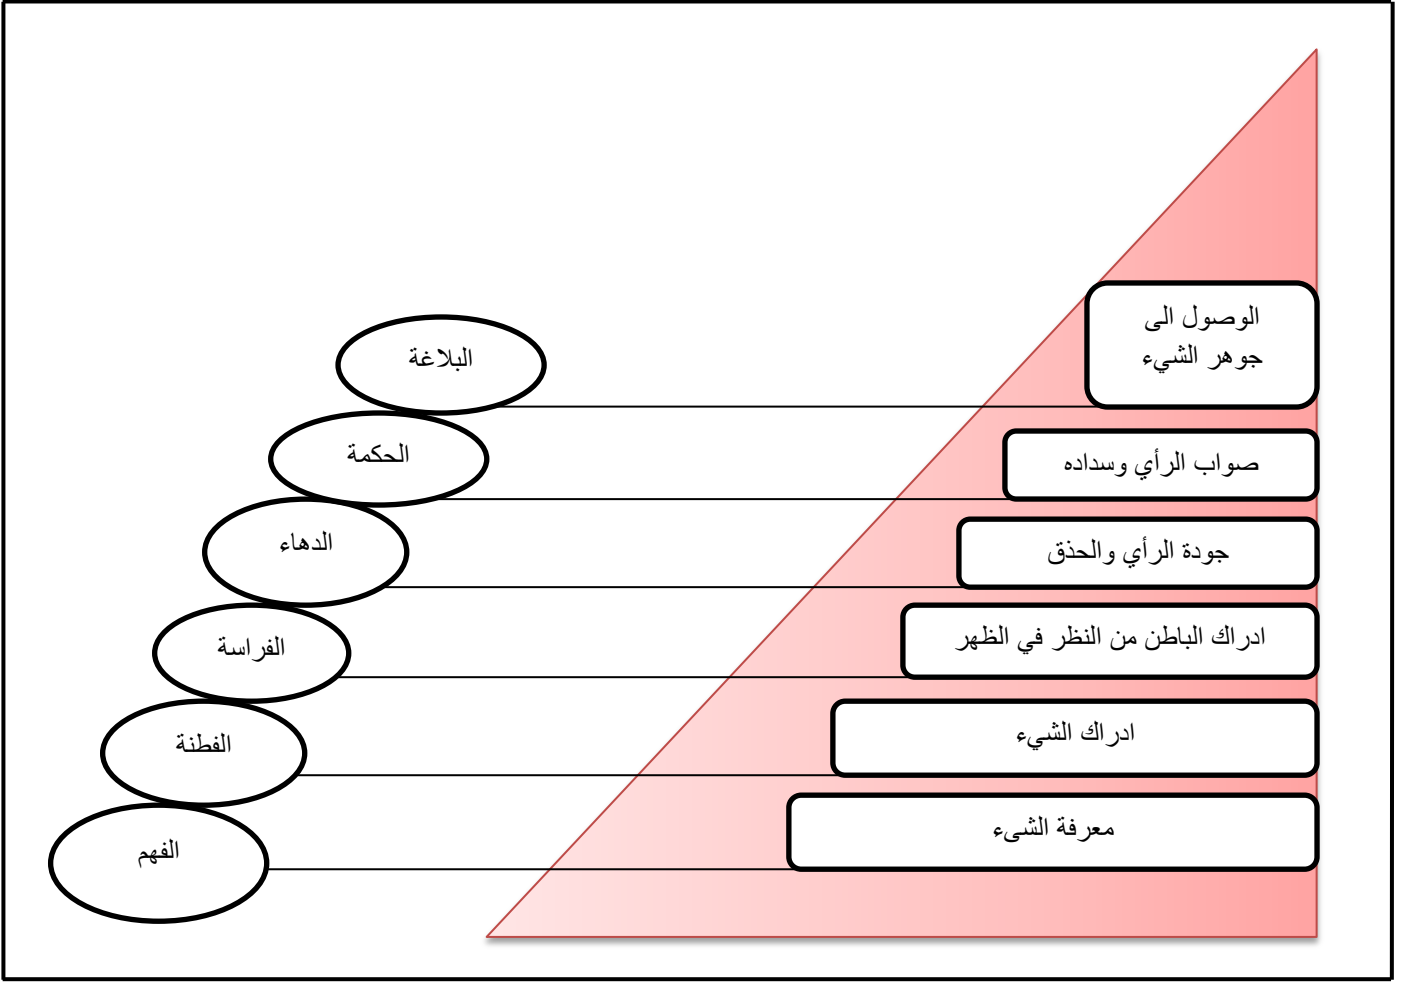 الوصول الى
جوهر الشيء
البلاغة
صواب الرأي وسداده
الحكمة
جودة الرأي والحذق
الدهاء
ادراك الباطن من النظر في الظهر
الفراسة
ادراك الشيء
الفطنة
معرفة الشىء
الفهم